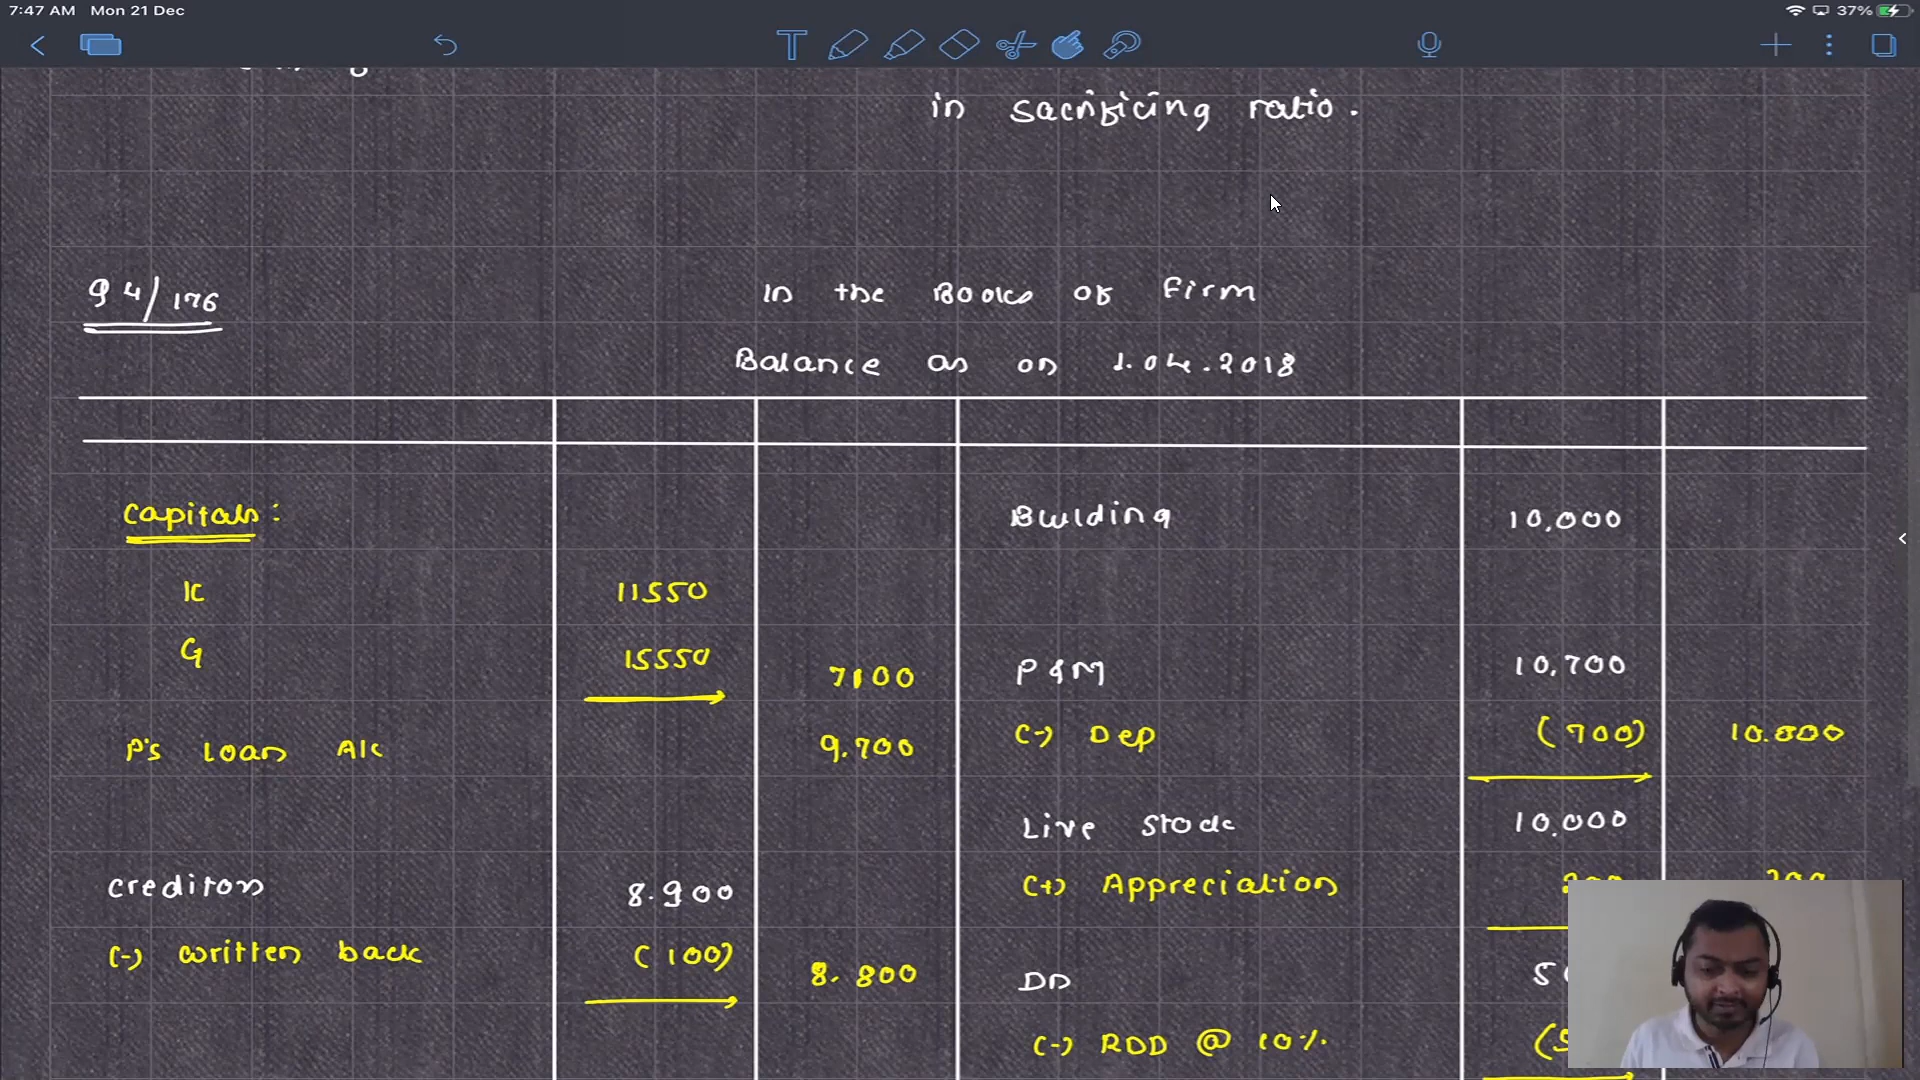 7:47 AM Mon 21 Dec
37%
in sacrificing ratio.
Q 4/176
In the Books of Firm
Balance as on 1.04.2018
Capitals:
K 11550
G 15550 7100
P's Loan A/c 9.700
creditors 8.900
(-) written back (100) 8.800
Building 10,000
P & M 10,700
(-) Dep (700) 10.000
Live Stock 10.000
(+) Appreciation
DD
(-) RDD @ 10%.